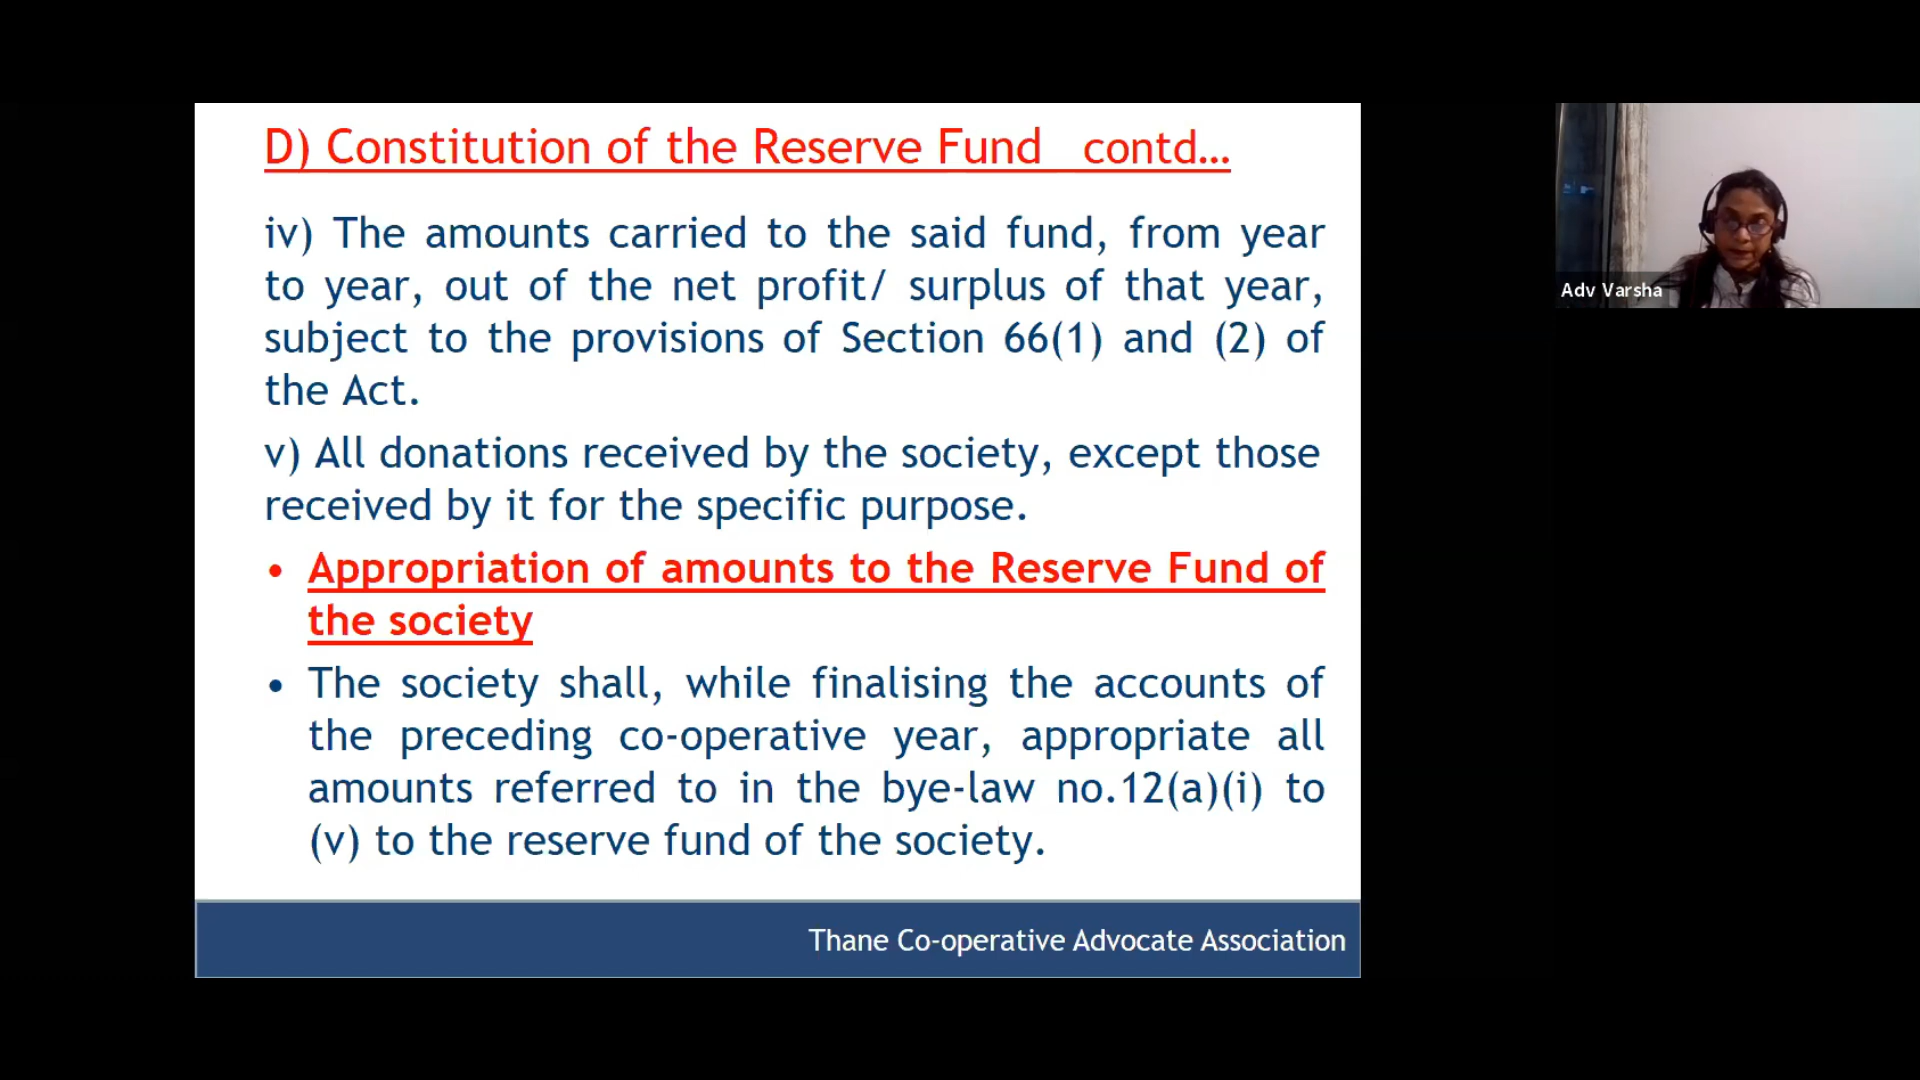 D) Constitution of the Reserve Fund contd...
iv) The amounts carried to the said fund, from year
to year, out of the net profit/ surplus of that year,
subject to the provisions of Section 66(1) and (2) of
the Act.
v) All donations received by the society, except those
received by it for the specific purpose.
• Appropriation of amounts to the Reserve Fund of
the society
• The society shall, while finalising the accounts of
the preceding co-operative year, appropriate all
amounts referred to in the bye-law no.12(a)(i) to
(v) to the reserve fund of the society.
Thane Co-operative Advocate Association
Adv Varsha